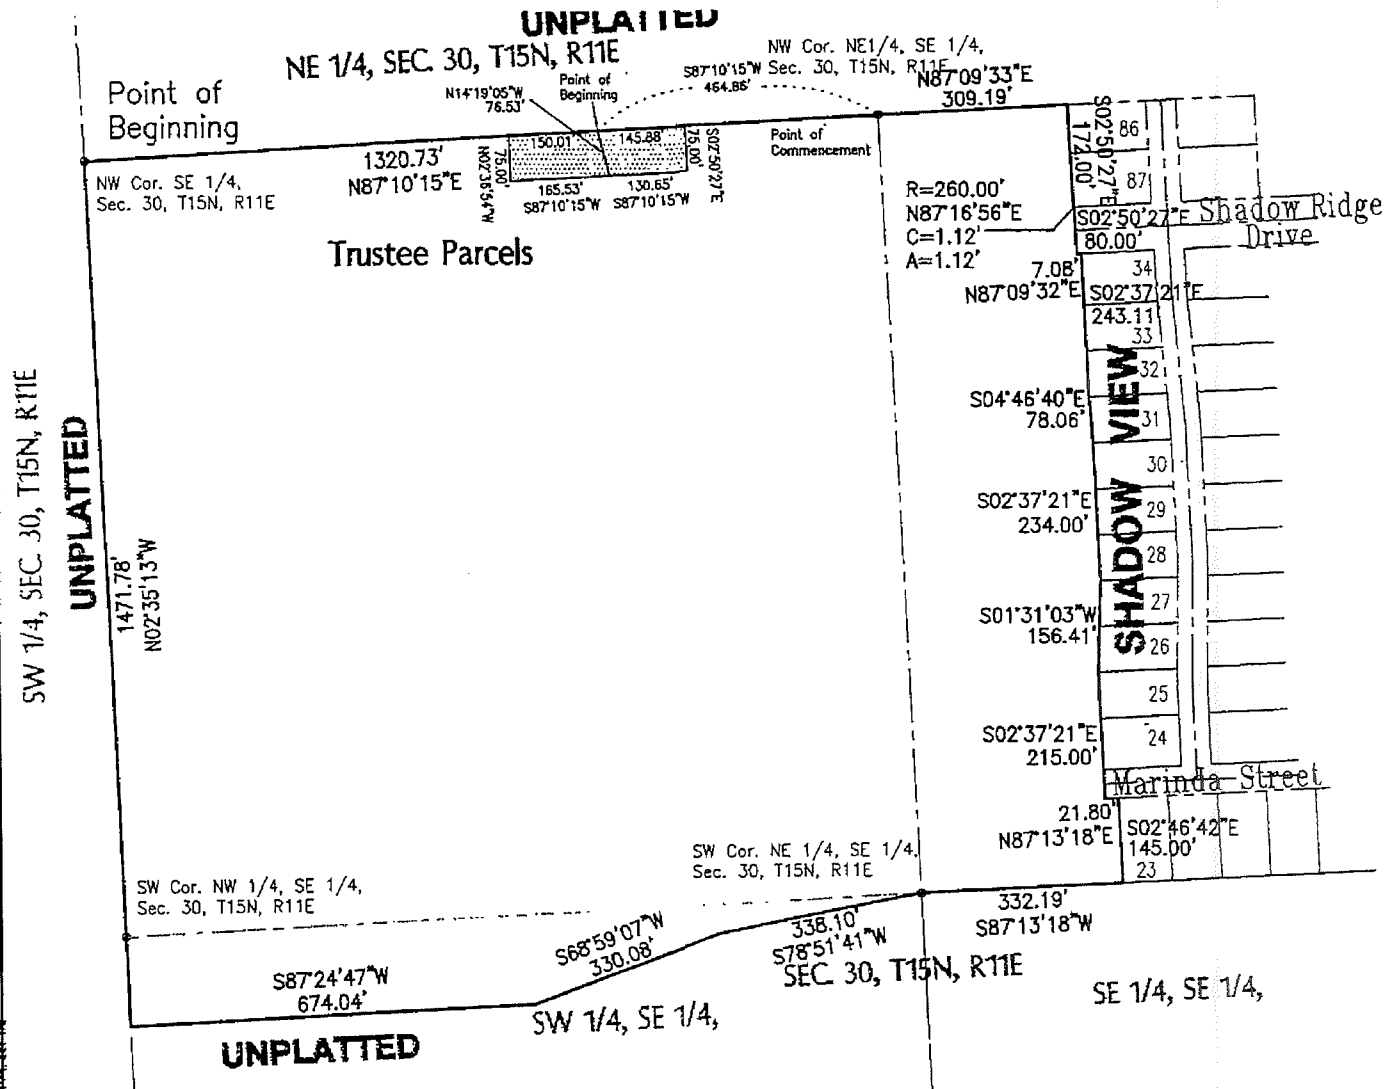 UNPLATTED
NE 1/4, SEC. 30, T15N, R11E
NW Cor. NE1/4, SE 1/4,
Sec. 30, T15N, R11E
S87°10'15"W
464.86'
N87°09'33"E
309.19'
Point of
Beginning
Point of
Beginning
N14°19'05"W
76.53'
150.01'
145.88'
75.00'
N02°35'54"W
75.00'
S02°50'27"E
165.53'
S87°10'15"W
130.65'
S87°10'15"W
1320.73'
N87°10'15"E
Point of
Commencement
NW Cor. SE 1/4,
Sec. 30, T15N, R11E
Trustee Parcels
S02°50'27"E
172.00'
86
87
R=260.00'
N87°16'56"E
C=1.12'
A=1.12'
S02°50'27"E
80.00'
Shadow Ridge
Drive
7.08'
N87°09'32"E
34
S02°37'21"E
243.11
33
32
S04°46'40"E
78.06'
31
30
S02°37'21"E
234.00'
29
28
27
S01°31'03"W
156.41'
26
25
S02°37'21"E
215.00'
24
SHADOW VIEW
Marinda Street
21.80'
N87°13'18"E
S02°46'42"E
145.00'
23
SW 1/4, SEC. 30, T15N, R11E
UNPLATTED
1471.78'
N02°35'13"W
SW Cor. NW 1/4, SE 1/4,
Sec. 30, T15N, R11E
SW Cor. NE 1/4, SE 1/4,
Sec. 30, T15N, R11E
332.19'
S87°13'18"W
338.10'
S78°51'41"W
S68°59'07"W
330.08'
S87°24'47"W
674.04'
SEC. 30, T15N, R11E
SW 1/4, SE 1/4,
SE 1/4, SE 1/4,
UNPLATTED